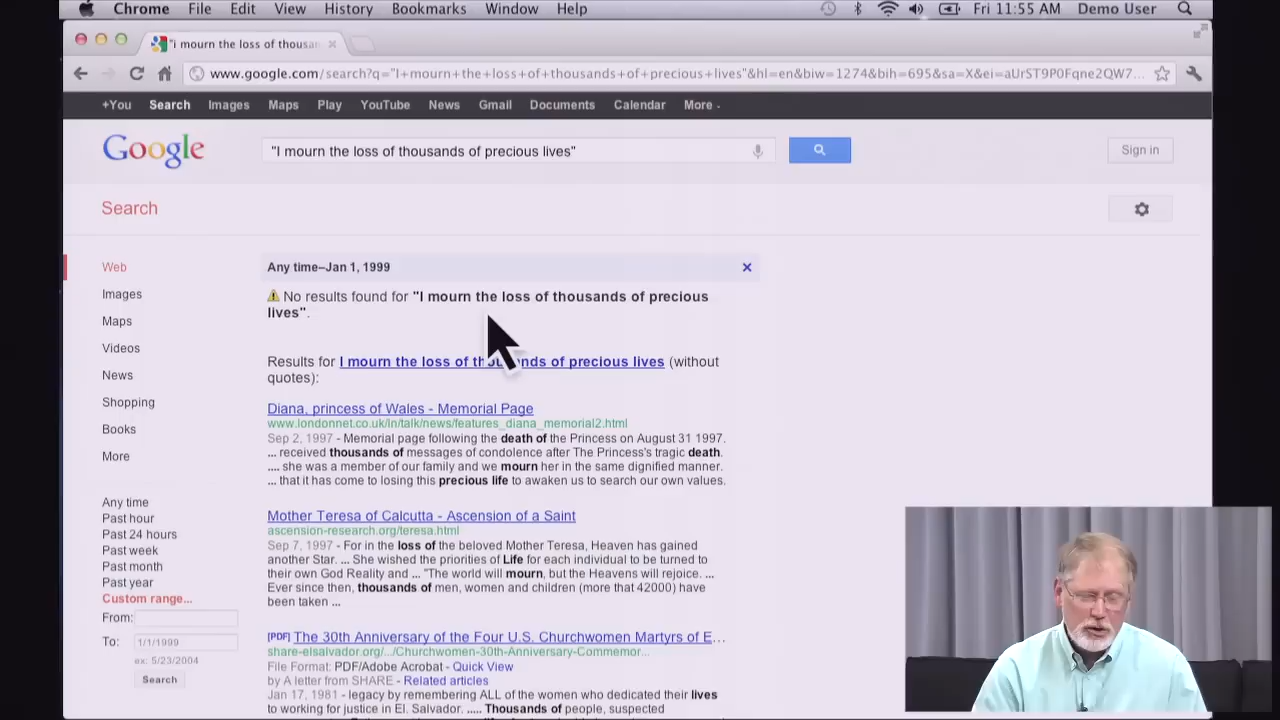 Chrome File Edit View History Bookmarks Window Help Fri 11:55 AM Demo User
"i mourn the loss of thousan
www.google.com/search?q="I+mourn+the+loss+of+thousands+of+precious+lives"&hl=en&biw=1274&bih=695&sa=X&ei=aUrST9P0Fqne2QW7...
+You Search Images Maps Play YouTube News Gmail Documents Calendar More
Google "I mourn the loss of thousands of precious lives" Sign in
Search
Web
Images
Maps
Videos
News
Shopping
Books
More
Any time
Past hour
Past 24 hours
Past week
Past month
Past year
Custom range...
From:
To: 1/1/1999
ex: 5/23/2004
Search
Any time–Jan 1, 1999
No results found for "I mourn the loss of thousands of precious
lives".
Results for I mourn the loss of thousands of precious lives (without
quotes):
Diana, princess of Wales - Memorial Page
www.londonnet.co.uk/ln/talk/news/features_diana_memorial2.html
Sep 2, 1997 - Memorial page following the death of the Princess on August 31 1997.
... received thousands of messages of condolence after The Princess's tragic death.
.... she was a member of our family and we mourn her in the same dignified manner.
... that it has come to losing this precious life to awaken us to search our own values.
Mother Teresa of Calcutta - Ascension of a Saint
ascension-research.org/teresa.html
Sep 7, 1997 - For in the loss of the beloved Mother Teresa, Heaven has gained
another Star. ... She wished the priorities of Life for each individual to be turned to
their own God Reality and ... "The world will mourn, but the Heavens will rejoice. ...
Ever since then, thousands of men, women and children (more that 42000) have
been taken ...
[PDF] The 30th Anniversary of the Four U.S. Churchwomen Martyrs of E...
share-elsalvador.org/.../Churchwomen-30th-Anniversary-Commemor...
File Format: PDF/Adobe Acrobat - Quick View
by A letter from SHARE - Related articles
Jan 17, 1981 - legacy by remembering ALL of the women who dedicated their lives
to working for justice in El. Salvador. ..... Thousands of people, suspected